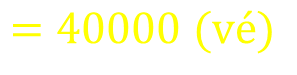 = 40000 (vé)